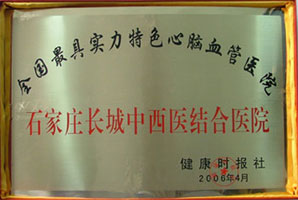 全国最具实力特色心脑血管医院
石家庄长城中西医结合医院
健康时报社
2006年4月